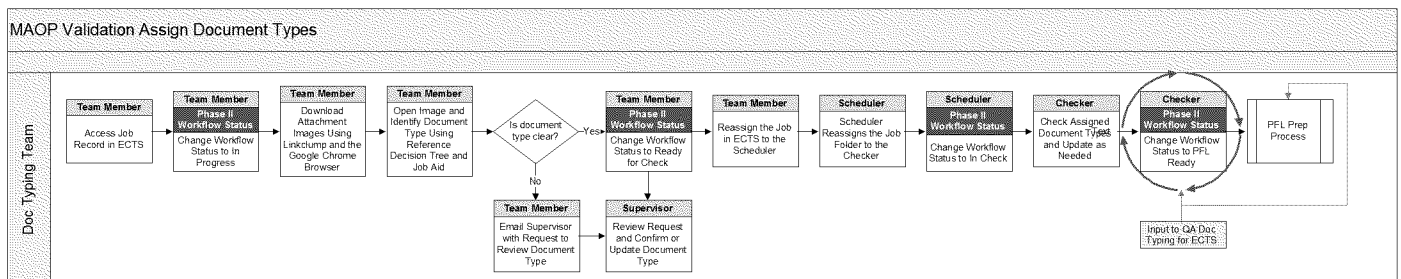 MAOP Validation Assign Document Types
Doc Typing Team
Team Member
Access Job
Record in ECTS
Team Member
Phase II
Workflow Status
Change Workflow
Status to In
Progress
Team Member
Download
Attachment
Images Using
Linkclump and the
Google Chrome
Browser
Team Member
Open Image and
Identify Document
Type Using
Reference
Decision Tree and
Job Aid
Is document
type clear?
Yes
No
Team Member
Email Supervisor
with Request to
Review Document
Type
Team Member
Phase II
Workflow Status
Change Workflow
Status to Ready
for Check
Supervisor
Review Request
and Confirm or
Update Document
Type
Team Member
Reassign the Job
in ECTS to the
Scheduler
Scheduler
Scheduler
Reassigns the Job
Folder to the
Checker
Scheduler
Phase II
Workflow Status
Change Workflow
Status to In Check
Checker
Check Assigned
Document Types
and Update as
Needed
Text
Checker
Phase II
Workflow Status
Change Workflow
Status to PFL
Ready
PFL Prep
Process
Input to QA Doc
Typing for ECTS